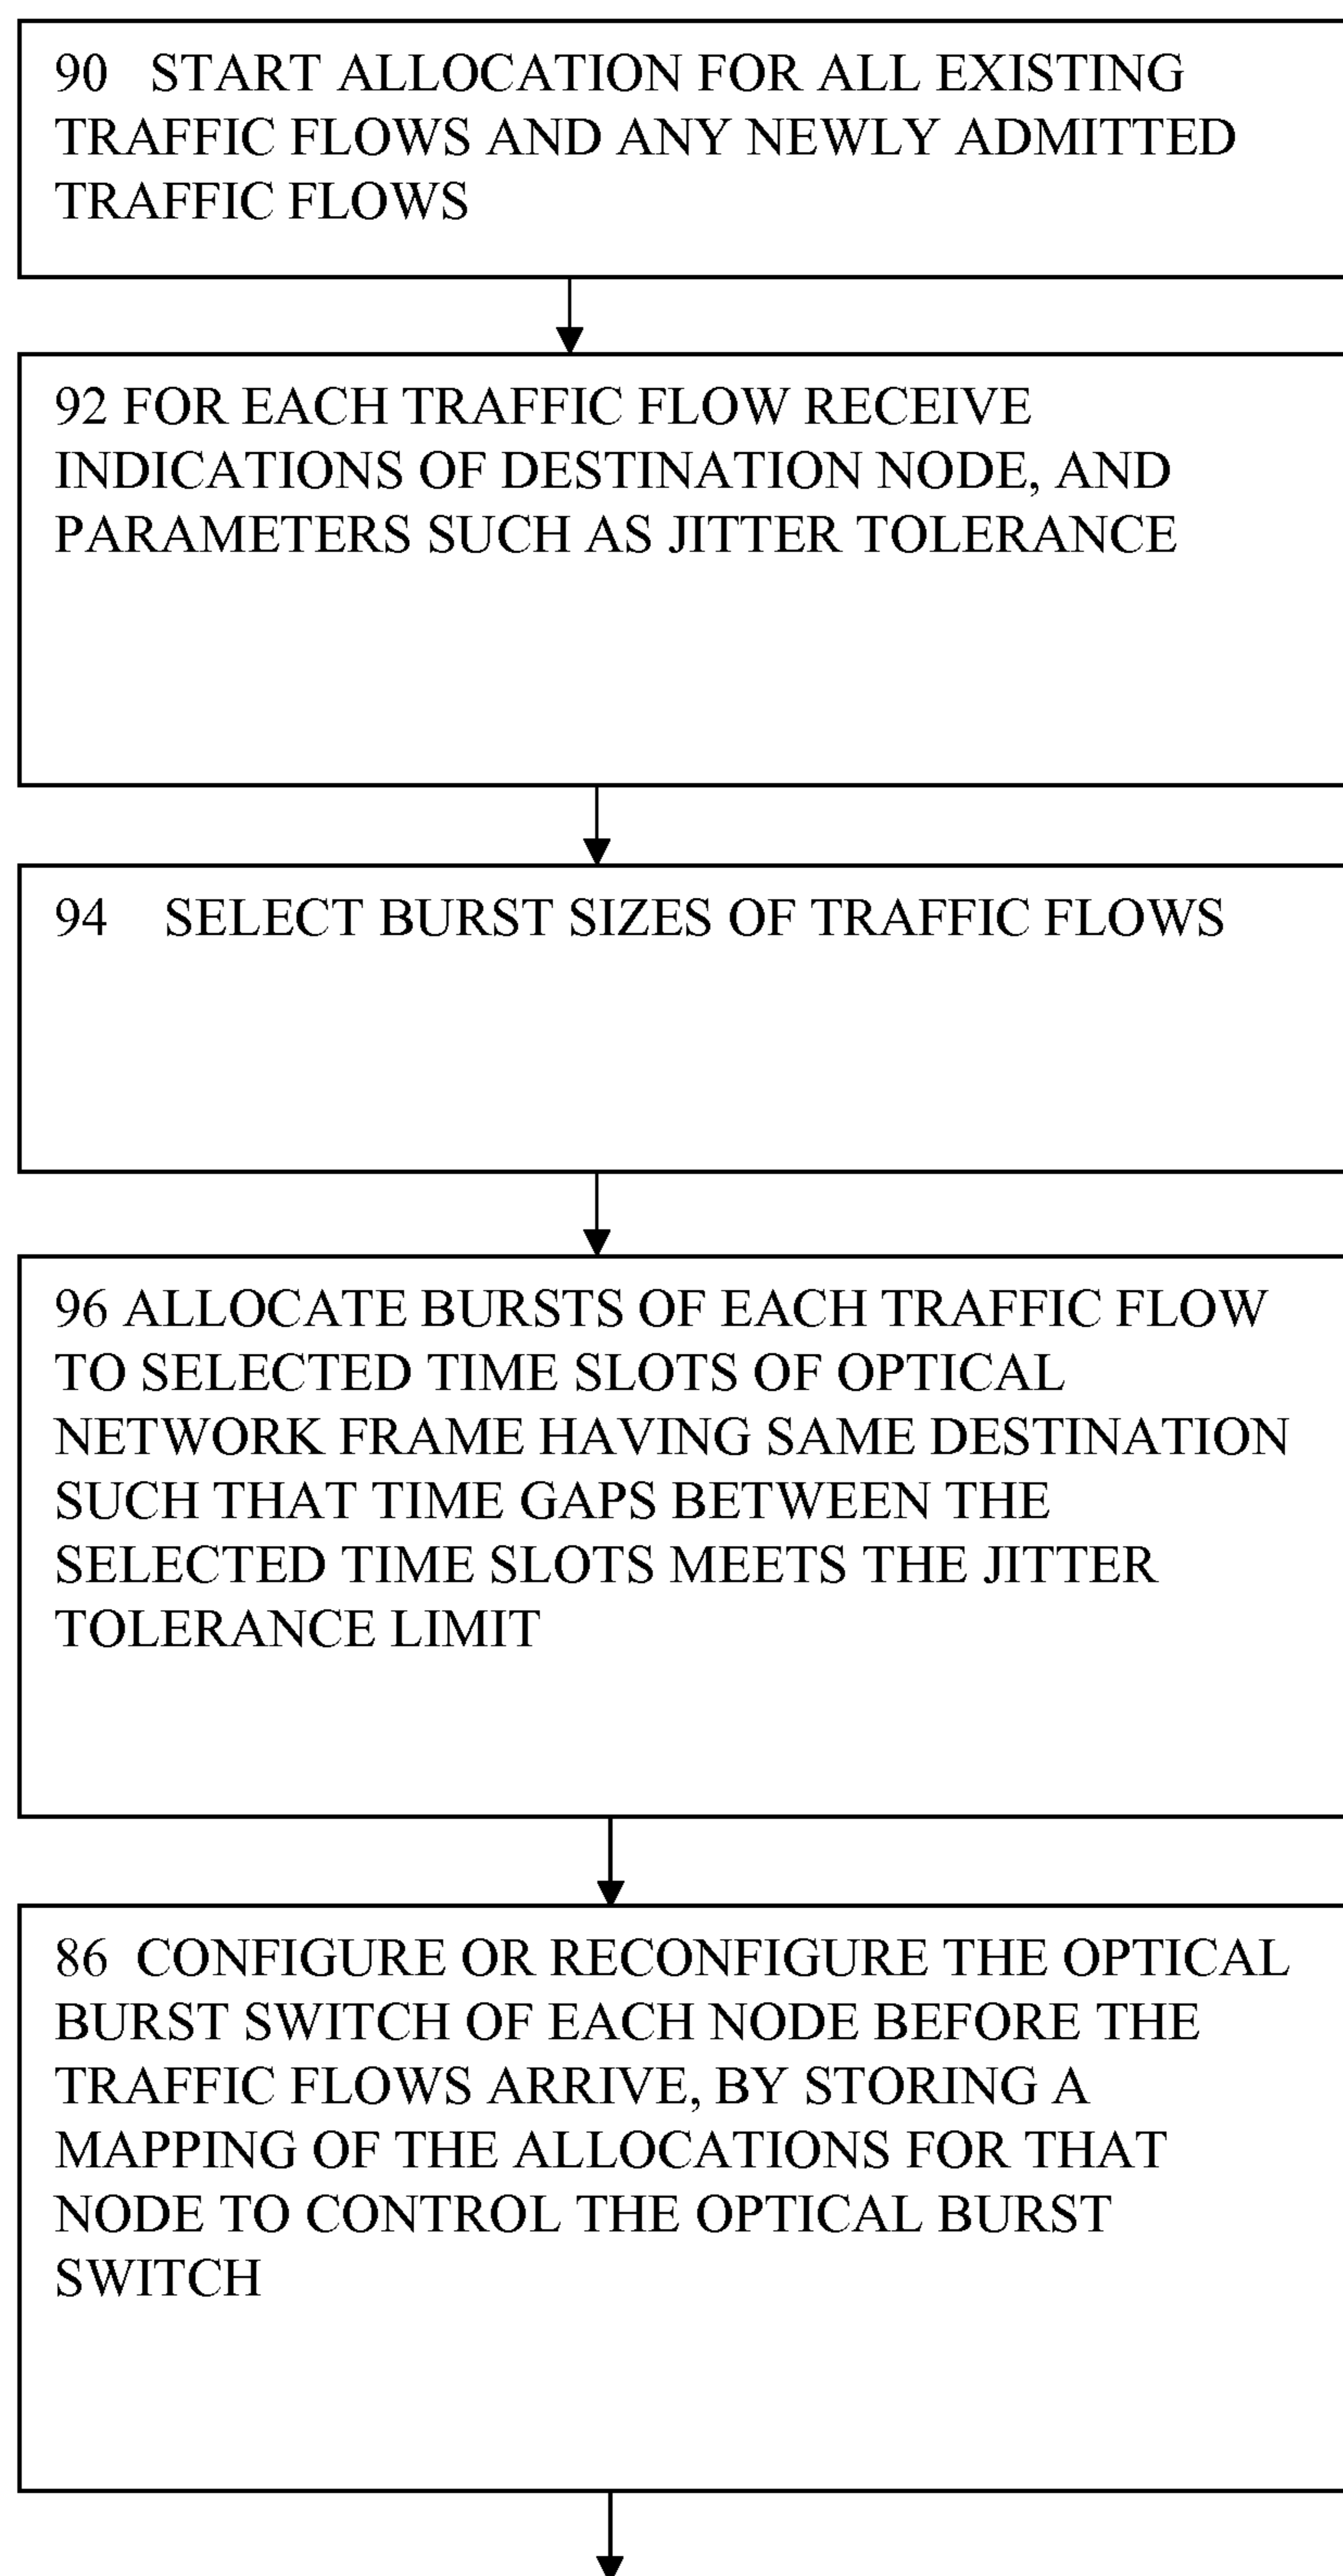 90 START ALLOCATION FOR ALL EXISTING
TRAFFIC FLOWS AND ANY NEWLY ADMITTED
TRAFFIC FLOWS
92 FOR EACH TRAFFIC FLOW RECEIVE
INDICATIONS OF DESTINATION NODE, AND
PARAMETERS SUCH AS JITTER TOLERANCE
94 SELECT BURST SIZES OF TRAFFIC FLOWS
96 ALLOCATE BURSTS OF EACH TRAFFIC FLOW
TO SELECTED TIME SLOTS OF OPTICAL
NETWORK FRAME HAVING SAME DESTINATION
SUCH THAT TIME GAPS BETWEEN THE
SELECTED TIME SLOTS MEETS THE JITTER
TOLERANCE LIMIT
86 CONFIGURE OR RECONFIGURE THE OPTICAL
BURST SWITCH OF EACH NODE BEFORE THE
TRAFFIC FLOWS ARRIVE, BY STORING A
MAPPING OF THE ALLOCATIONS FOR THAT
NODE TO CONTROL THE OPTICAL BURST
SWITCH